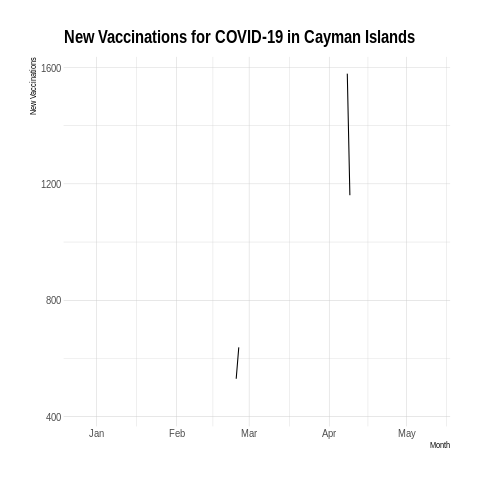 New Vaccinations for COVID-19 in Cayman Islands
New Vaccinations
1600
1200
800
400
Jan Feb Mar Apr May
Month